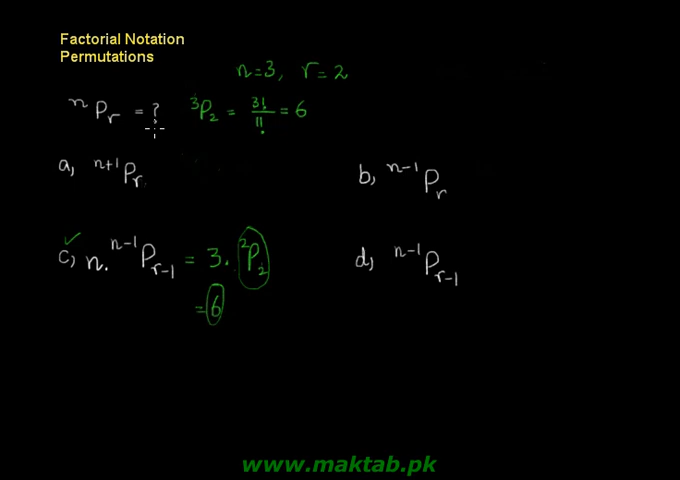 Factorial Notation
Permutations
n=3, r=2
ⁿPᵣ = ? ³P₂ = 3!/1! = 6
a, ⁿ⁺¹Pᵣ
b, ⁿ⁻¹Pᵣ
c, n. ⁿ⁻¹Pᵣ₋₁ = 3. ²P₂
= 6
d, ⁿ⁻¹Pᵣ₋₁
www.maktab.pk